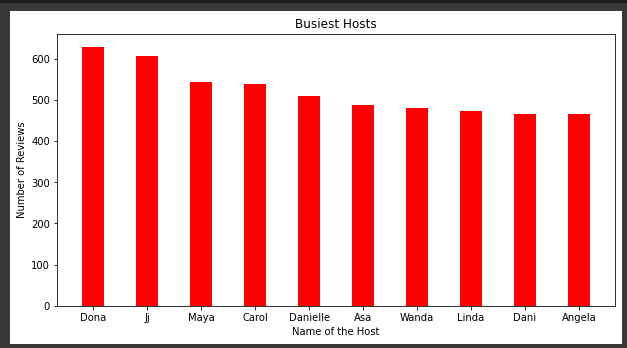 Busiest Hosts
Number of Reviews
600
500
400
300
200
100
0
Dona Jj Maya Carol Danielle Asa Wanda Linda Dani Angela
Name of the Host